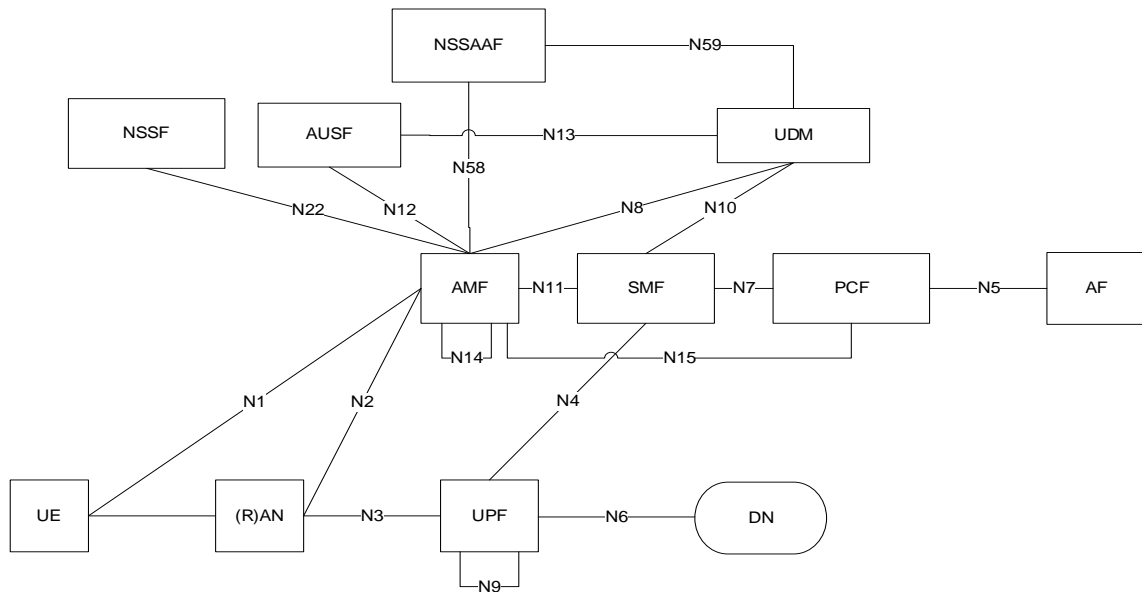 NSSAAF
N59
NSSF
AUSF
N13
UDM
N58
N22
N12
N8
N10
AMF
N11
SMF
N7
PCF
N5
AF
N14
N15
N1
N2
N4
UE
(R)AN
N3
UPF
N6
DN
N9